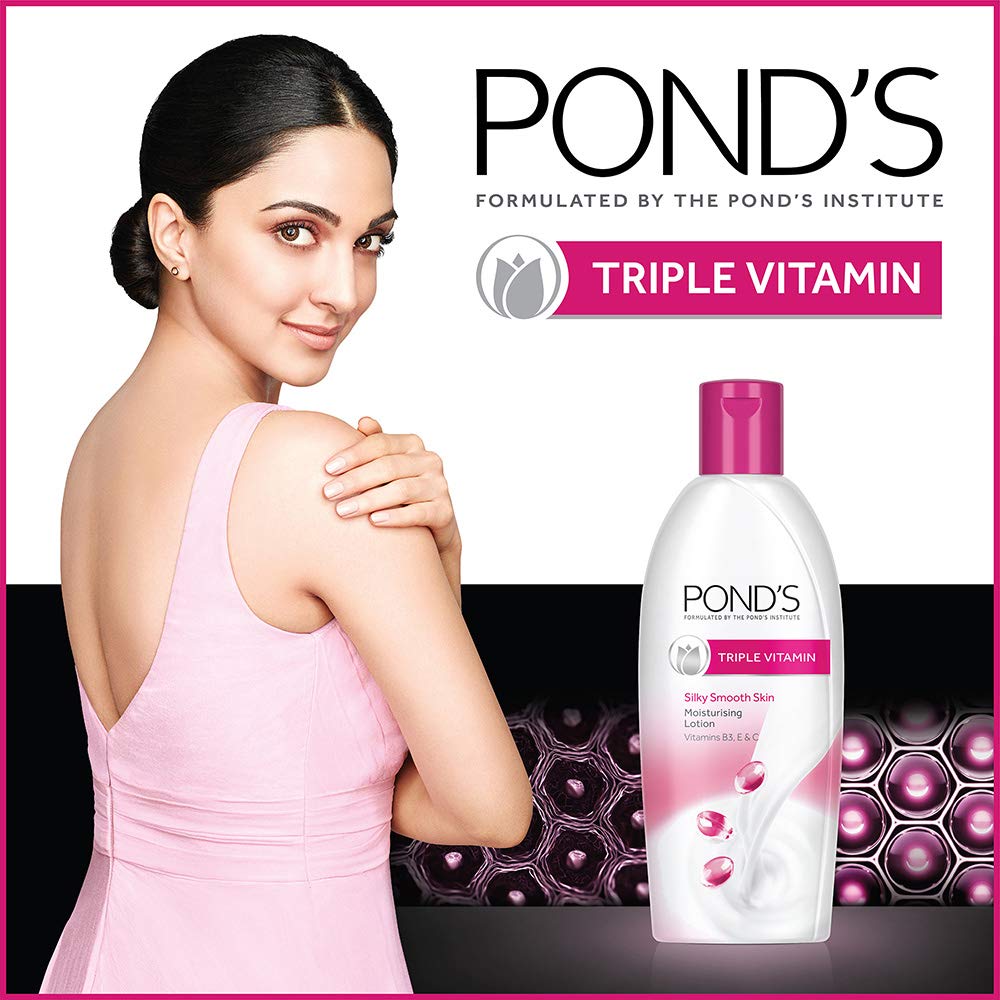 POND'S
FORMULATED BY THE POND'S INSTITUTE
TRIPLE VITAMIN
POND'S
FORMULATED BY THE POND'S INSTITUTE
TRIPLE VITAMIN
Silky Smooth Skin
Moisturising
Lotion
Vitamins B3, E & C